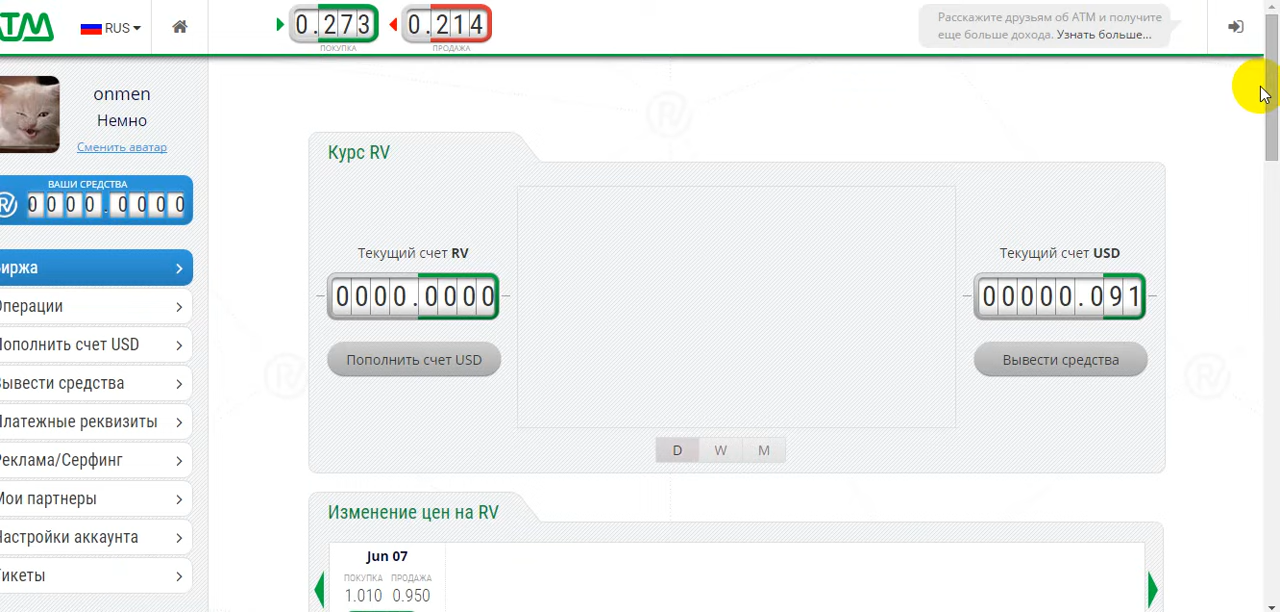 ATM
RUS
0.273
ПОКУПКА
0.214
ПРОДАЖА
Расскажите друзьям об ATM и получите
еще больше дохода. Узнать больше...
onmen
Немно
Сменить аватар
ВАШИ СРЕДСТВА
0000.0000
иржа
Операции
Пополнить счет USD
Вывести средства
Платежные реквизиты
Реклама/Серфинг
Мои партнеры
Настройки аккаунта
Тикеты
Курс RV
Текущий счет RV
0000.0000
Пополнить счет USD
Текущий счет USD
00000.091
Вывести средства
D W M
Изменение цен на RV
Jun 07
ПОКУПКА ПРОДАЖА
1.010 0.950